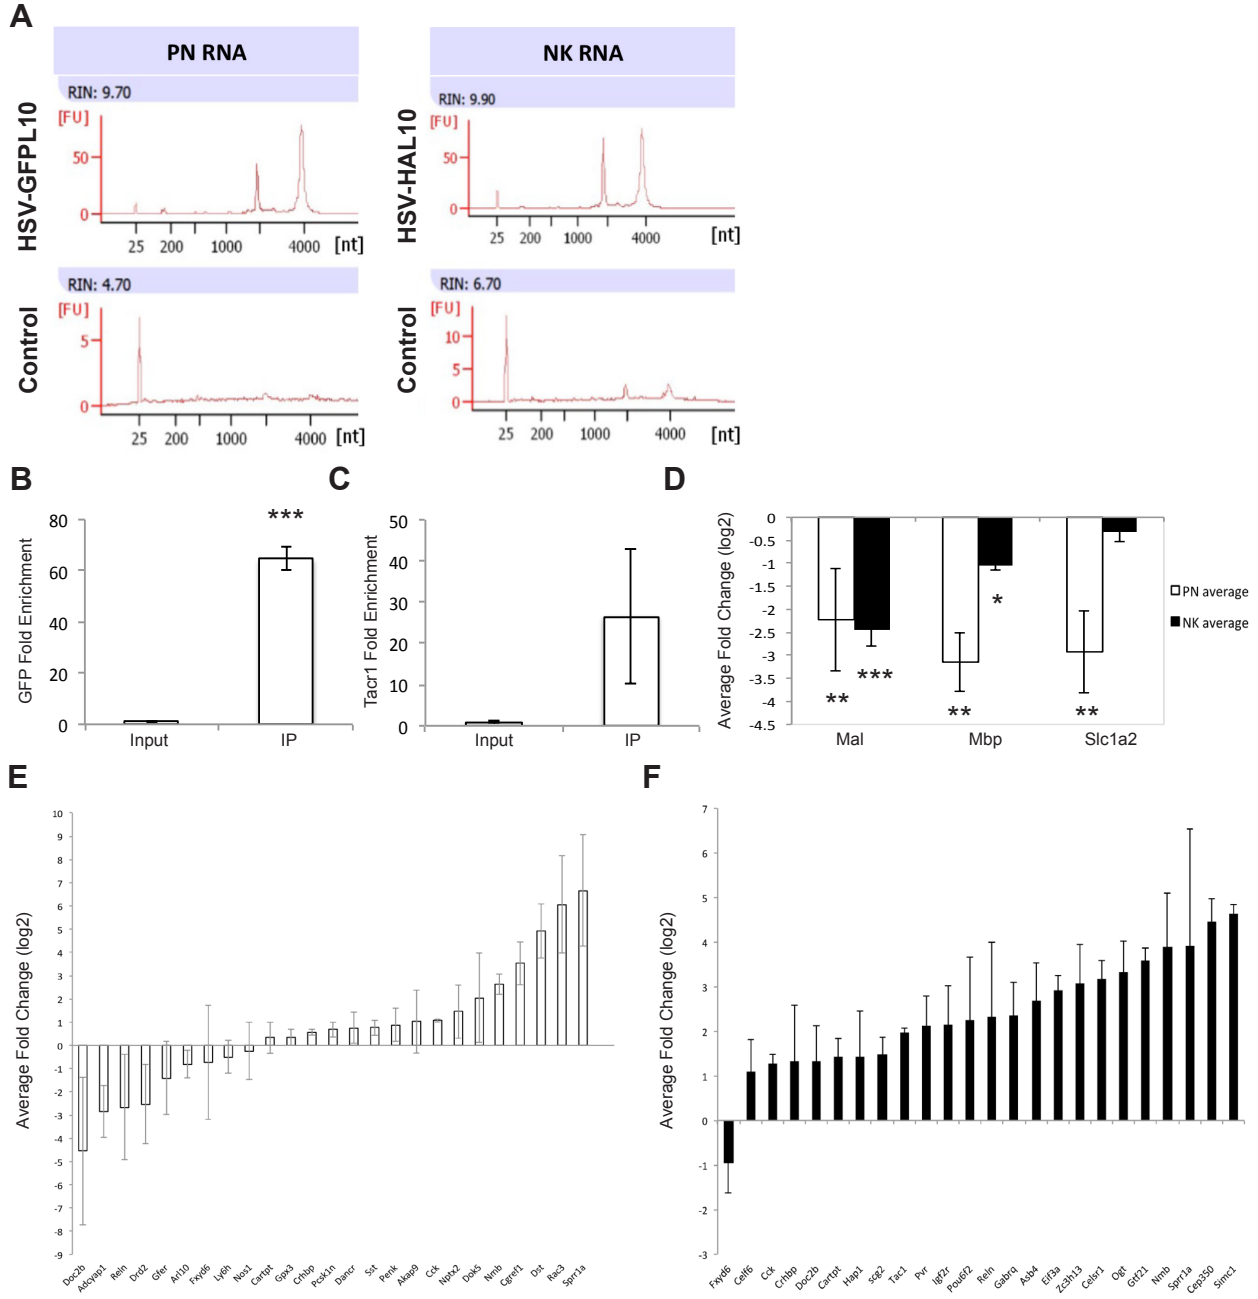 A
PN RNA
NK RNA
HSV-GFPL10
RIN: 9.70
[FU]
50
0
25 200 1000 4000 [nt]
HSV-HAL10
RIN: 9.90
[FU]
50
0
25 200 1000 4000 [nt]
Control
RIN: 4.70
[FU]
5
0
25 200 1000 4000 [nt]
Control
RIN: 6.70
[FU]
10
5
0
25 200 1000 4000 [nt]
B
GFP Fold Enrichment
80
60
40
20
0
***
Input IP
C
Tacr1 Fold Enrichment
50
40
30
20
10
0
Input IP
D
Average Fold Change (log2)
0
-0.5
-1
-1.5
-2
-2.5
-3
-3.5
-4
-4.5
** *** ** * **
Mal Mbp Slc1a2
PN average
NK average
E
Average Fold Change (log2)
10
9
8
7
6
5
4
3
2
1
0
-1
-2
-3
-4
-5
-6
-7
-8
-9
Doc2b Adcyap1 Reln Drd2 Gfer Arl10 Fxyd6 Ly6h Nos1 Cartpt Gpx3 Crhbp Pcsk1n Dancr Sst Penk Akap9 Cck Nptx2 Dok5 Nmb Cgref1 Dst Rac3 Sprr1a
F
Average Fold Change (log2)
7
6
5
4
3
2
1
0
-1
-2
-3
Fxyd6 Celf6 Cck Crhbp Doc2b Cartpt Hap1 scg2 Tac1 Pvr Igf2r Pou6f2 Reln Gabrq Asb4 Eif3a Zc3h13 Celsr1 Ogt Gtf21 Nmb Sprr1a Cep350 Simc1